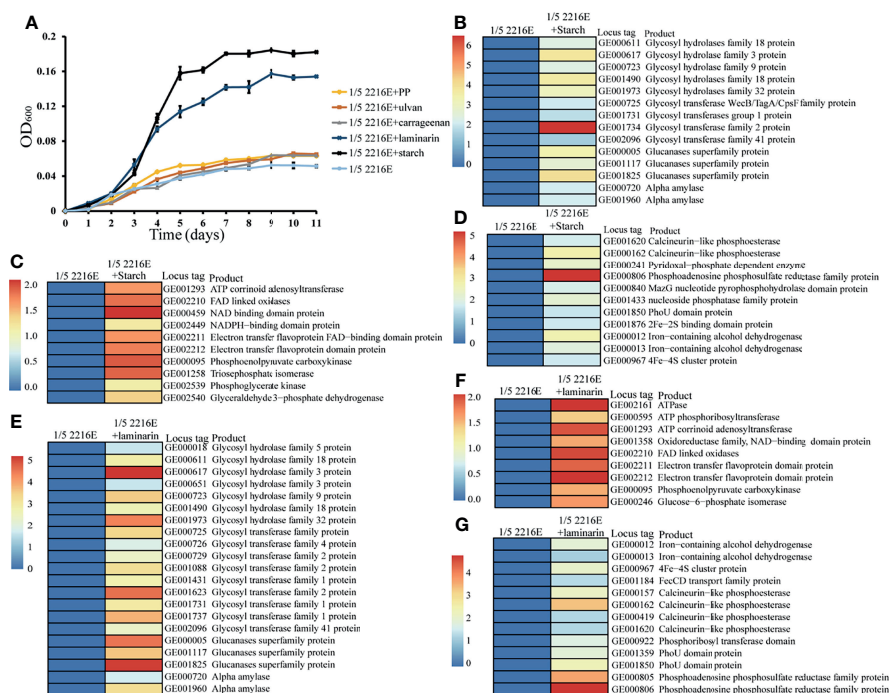 A
OD600
0.2
0.16
0.12
0.08
0.04
0
0 1 2 3 4 5 6 7 8 9 10 11
Time (days)
1/5 2216E+PP
1/5 2216E+ulvan
1/5 2216E+carrageenan
1/5 2216E+laminarin
1/5 2216E+starch
1/5 2216E
B
1/5 2216E
1/5 2216E
+Starch
Locus tag Product
6
5
4
3
2
1
0
GE000611 Glycosyl hydrolases family 18 protein
GE000617 Glycosyl hydrolase family 3 protein
GE000723 Glycosyl hydrolase family 9 protein
GE001490 Glycosyl hydrolase family 18 protein
GE001973 Glycosyl hydrolase family 32 protein
GE000725 Glycosyl transferase WecB/TagA/CpsF family protein
GE001731 Glycosyl transferases group 1 protein
GE001734 Glycosyl transferase family 2 protein
GE002096 Glycosyl transferase family 41 protein
GE000005 Glucanases superfamily protein
GE001117 Glucanases superfamily protein
GE001825 Glucanases superfamily protein
GE000720 Alpha amylase
GE001960 Alpha amylase
C
1/5 2216E
1/5 2216E
+Starch
Locus tag Product
2.0
1.5
1.0
0.5
0.0
GE001293 ATP corrinoid adenosyltransferase
GE002210 FAD linked oxidases
GE000459 NAD binding domain protein
GE002449 NADPH-binding domain protein
GE002211 Electron transfer flavoprotein FAD-binding domain protein
GE002212 Electron transfer flavoprotein domain protein
GE000095 Phosphoenolpyruvate carboxykinase
GE001258 Triosephosphate isomerase
GE002539 Phosphoglycerate kinase
GE002540 Glyceraldehyde3-phosphate dehydrogenase
D
1/5 2216E
1/5 2216E
+Starch
Locus tag Product
5
4
3
2
1
0
GE001620 Calcineurin-like phosphoesterase
GE000162 Calcineurin-like phosphoesterase
GE000241 Pyridoxal-phosphate dependent enzyme
GE000806 Phosphoadenosine phosphosulfate reductase family protein
GE000840 MazG nucleotide pyrophosphohydrolase domain protein
GE001433 nucleoside phosphatase family protein
GE001850 PhoU domain protein
GE001876 2Fe-2S binding domain protein
GE000012 Iron-containing alcohol dehydrogenase
GE000013 Iron-containing alcohol dehydrogenase
GE000967 4Fe-4S cluster protein
E
1/5 2216E
1/5 2216E
+laminarin
Locus tag Product
5
4
3
2
1
0
GE000018 Glycosyl hydrolase family 5 protein
GE000611 Glycosyl hydrolase family 18 protein
GE000617 Glycosyl hydrolase family 3 protein
GE000651 Glycosyl hydrolase family 3 protein
GE000723 Glycosyl hydrolase family 9 protein
GE001490 Glycosyl hydrolase family 18 protein
GE001973 Glycosyl hydrolase family 32 protein
GE000725 Glycosyl transferase family protein
GE000726 Glycosyl transferase family 4 protein
GE000729 Glycosyl transferase family 2 protein
GE001088 Glycosyl transferase family 2 protein
GE001431 Glycosyl transferase family 1 protein
GE001623 Glycosyl transferase family 2 protein
GE001731 Glycosyl transferase family 1 protein
GE001737 Glycosyl transferase family 1 protein
GE002096 Glycosyl transferase family 41 protein
GE000005 Glucanases superfamily protein
GE001117 Glucanases superfamily protein
GE001825 Glucanases superfamily protein
GE000720 Alpha amylase
GE001960 Alpha amylase
F
1/5 2216E
1/5 2216E
+laminarin
Locus tag Product
2.0
1.5
1.0
0.5
0.0
GE002161 ATPase
GE000595 ATP phosphoribosyltransferase
GE001293 ATP corrinoid adenosyltransferase
GE001358 Oxidoreductase family, NAD-binding domain protein
GE002210 FAD linked oxidases
GE002211 Electron transfer flavoprotein domain protein
GE002212 Electron transfer flavoprotein domain protein
GE000095 Phosphoenolpyruvate carboxykinase
GE000246 Glucose-6-phosphate isomerase
G
1/5 2216E
1/5 2216E
+laminarin
Locus tag Product
4
3
2
1
0
GE000012 Iron-containing alcohol dehydrogenase
GE000013 Iron-containing alcohol dehydrogenase
GE000967 4Fe-4S cluster protein
GE001184 FecCD transport family protein
GE000157 Calcineurin-like phosphoesterase
GE000162 Calcineurin-like phosphoesterase
GE000419 Calcineurin-like phosphoesterase
GE001620 Calcineurin-like phosphoesterase
GE000922 Phosphoribosyl transferase domain
GE001359 PhoU domain protein
GE001850 PhoU domain protein
GE000805 Phosphoadenosine phosphosulfate reductase family protein
GE000806 Phosphoadenosine phosphosulfate reductase family protein